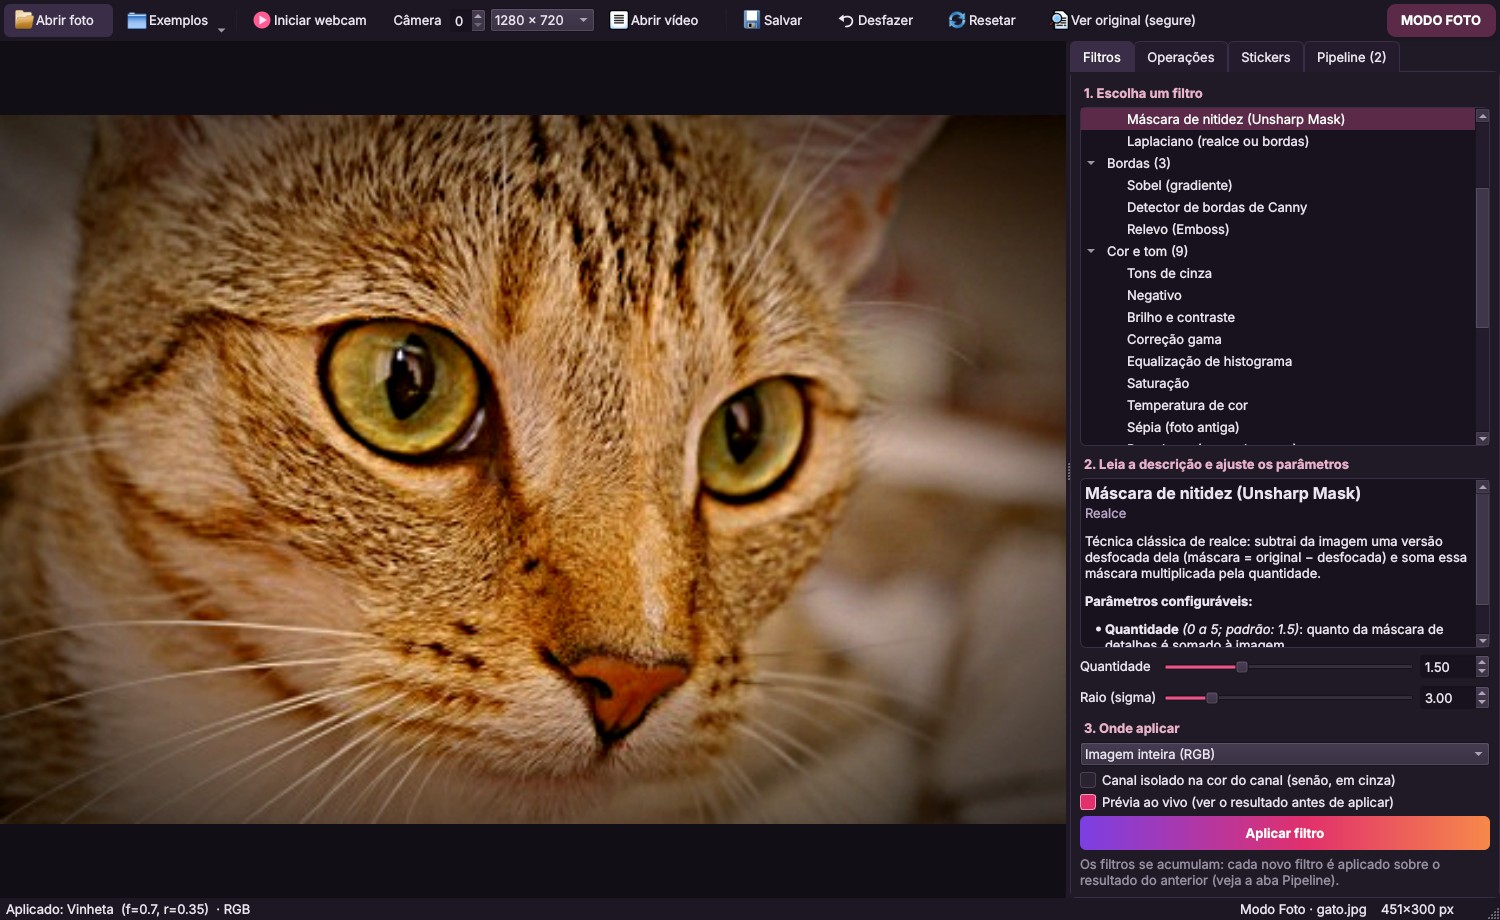 Abrir foto
Exemplos
Iniciar webcam
Câmera
0
1280 × 720
Abrir vídeo
Salvar
Desfazer
Resetar
Ver original (segure)
MODO FOTO
Filtros
Operações
Stickers
Pipeline (2)
1. Escolha um filtro
Máscara de nitidez (Unsharp Mask)
Laplaciano (realce ou bordas)
Bordas (3)
Sobel (gradiente)
Detector de bordas de Canny
Relevo (Emboss)
Cor e tom (9)
Tons de cinza
Negativo
Brilho e contraste
Correção gama
Equalização de histograma
Saturação
Temperatura de cor
Sépia (foto antiga)
2. Leia a descrição e ajuste os parâmetros
Máscara de nitidez (Unsharp Mask)
Realce
Técnica clássica de realce: subtrai da imagem uma versão
desfocada dela (máscara = original − desfocada) e soma essa
máscara multiplicada pela quantidade.
Parâmetros configuráveis:
• Quantidade (0 a 5; padrão: 1.5): quanto da máscara de
detalhes é somado à imagem
Quantidade
1.50
Raio (sigma)
3.00
3. Onde aplicar
Imagem inteira (RGB)
Canal isolado na cor do canal (senão, em cinza)
Prévia ao vivo (ver o resultado antes de aplicar)
Aplicar filtro
Os filtros se acumulam: cada novo filtro é aplicado sobre o
resultado do anterior (veja a aba Pipeline).
Aplicado: Vinheta (f=0.7, r=0.35) · RGB
Modo Foto · gato.jpg
451×300 px